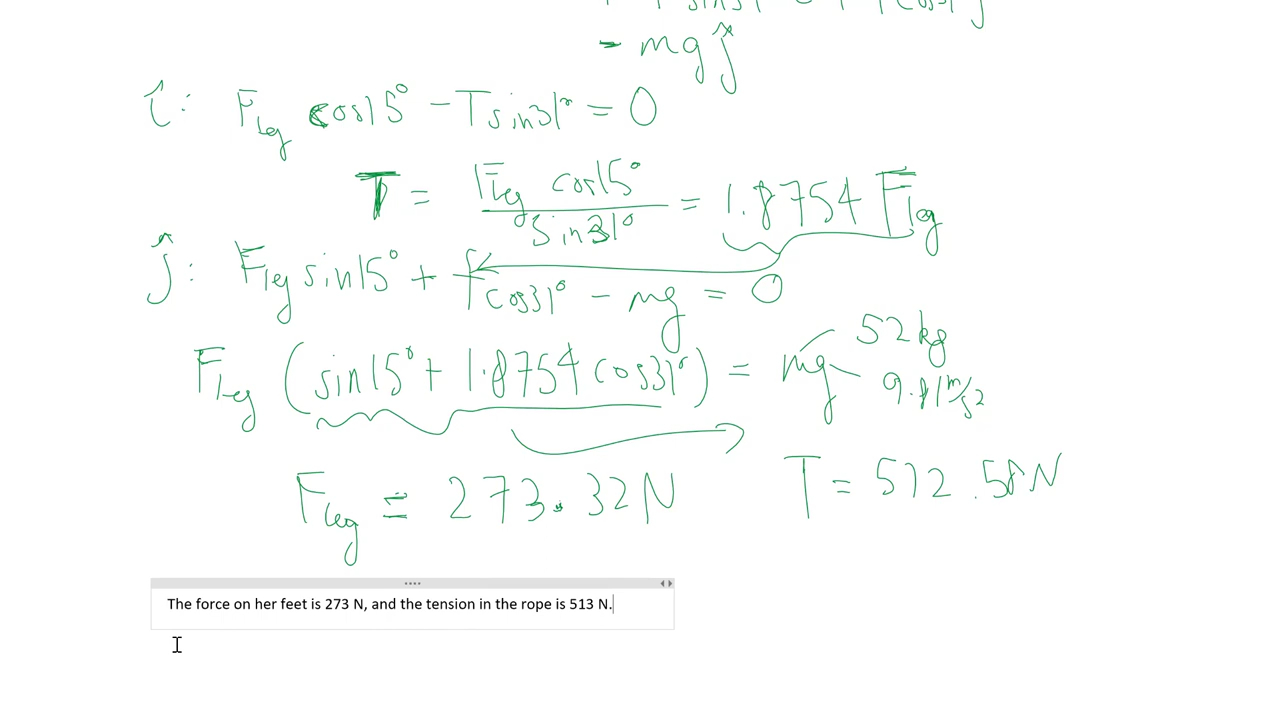 - mg ĵ
î: F_leg cos15° - T sin31° = 0
T = F_leg cos15° / sin31° = 1.8754 F_leg
ĵ: F_leg sin15° + T cos31° - mg = 0
F_leg (sin15° + 1.8754 cos31°) = mg 52 kg 9.81 m/s2
F_leg = 273.32 N T = 512.58 N
The force on her feet is 273 N, and the tension in the rope is 513 N.